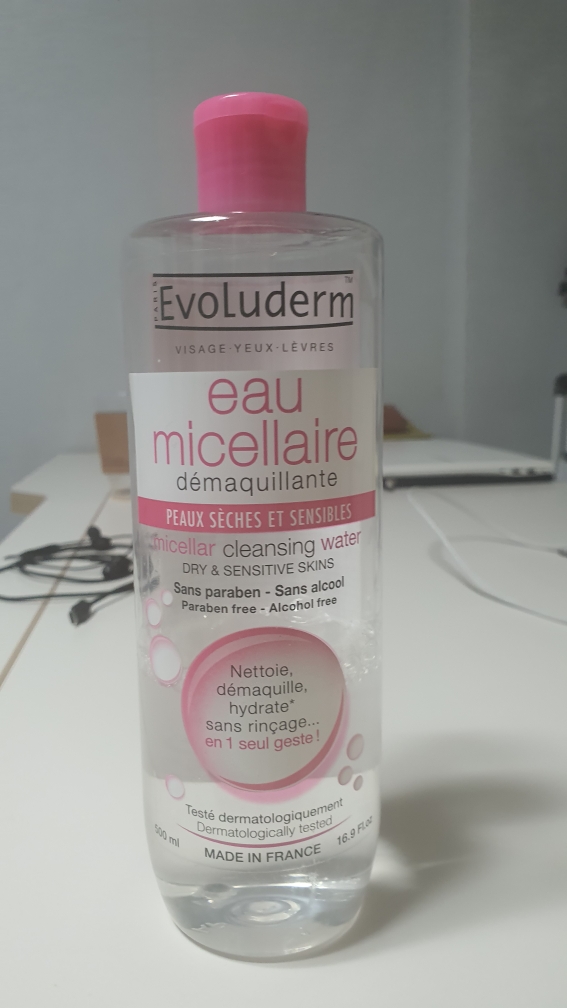 PARIS
EvoLuderm™
VISAGE·YEUX·LÈVRES
eau
micellaire
démaquillante
PEAUX SÈCHES ET SENSIBLES
micellar cleansing water
DRY & SENSITIVE SKINS
Sans paraben - Sans alcool
Paraben free - Alcohol free
Nettoie,
démaquille,
hydrate*
sans rinçage...
en 1 seul geste !
Testé dermatologiquement
Dermatologically tested
500 ml
MADE IN FRANCE
16.9 Fl.oz